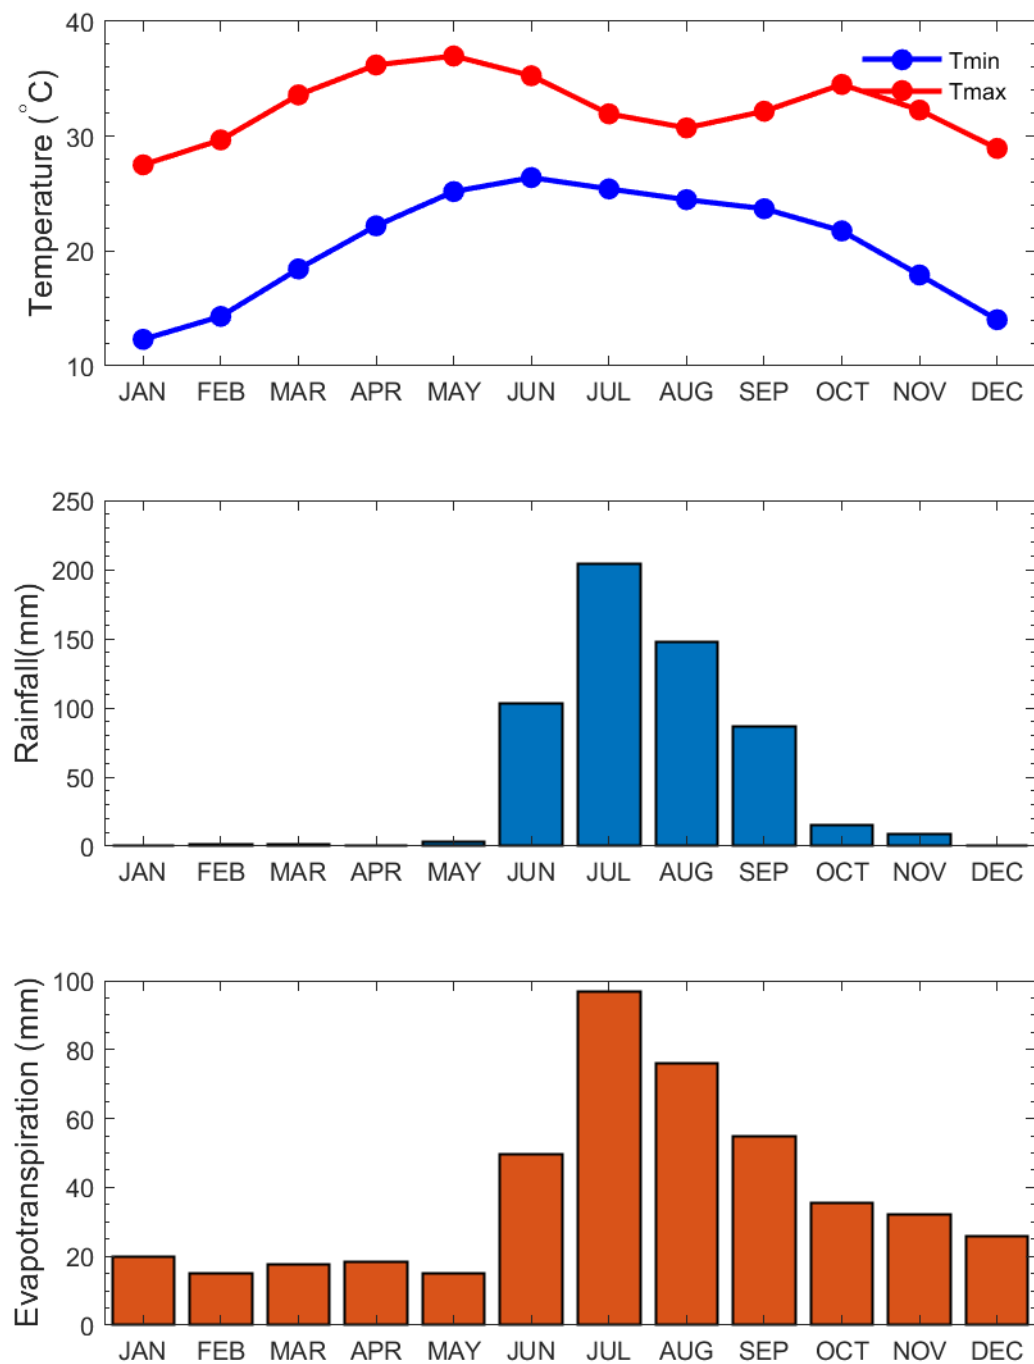 40
30
20
10
Temperature (°C)
Tmin
Tmax
JAN FEB MAR APR MAY JUN JUL AUG SEP OCT NOV DEC
250
200
150
100
50
0
Rainfall(mm)
JAN FEB MAR APR MAY JUN JUL AUG SEP OCT NOV DEC
100
80
60
40
20
0
Evapotranspiration (mm)
JAN FEB MAR APR MAY JUN JUL AUG SEP OCT NOV DEC